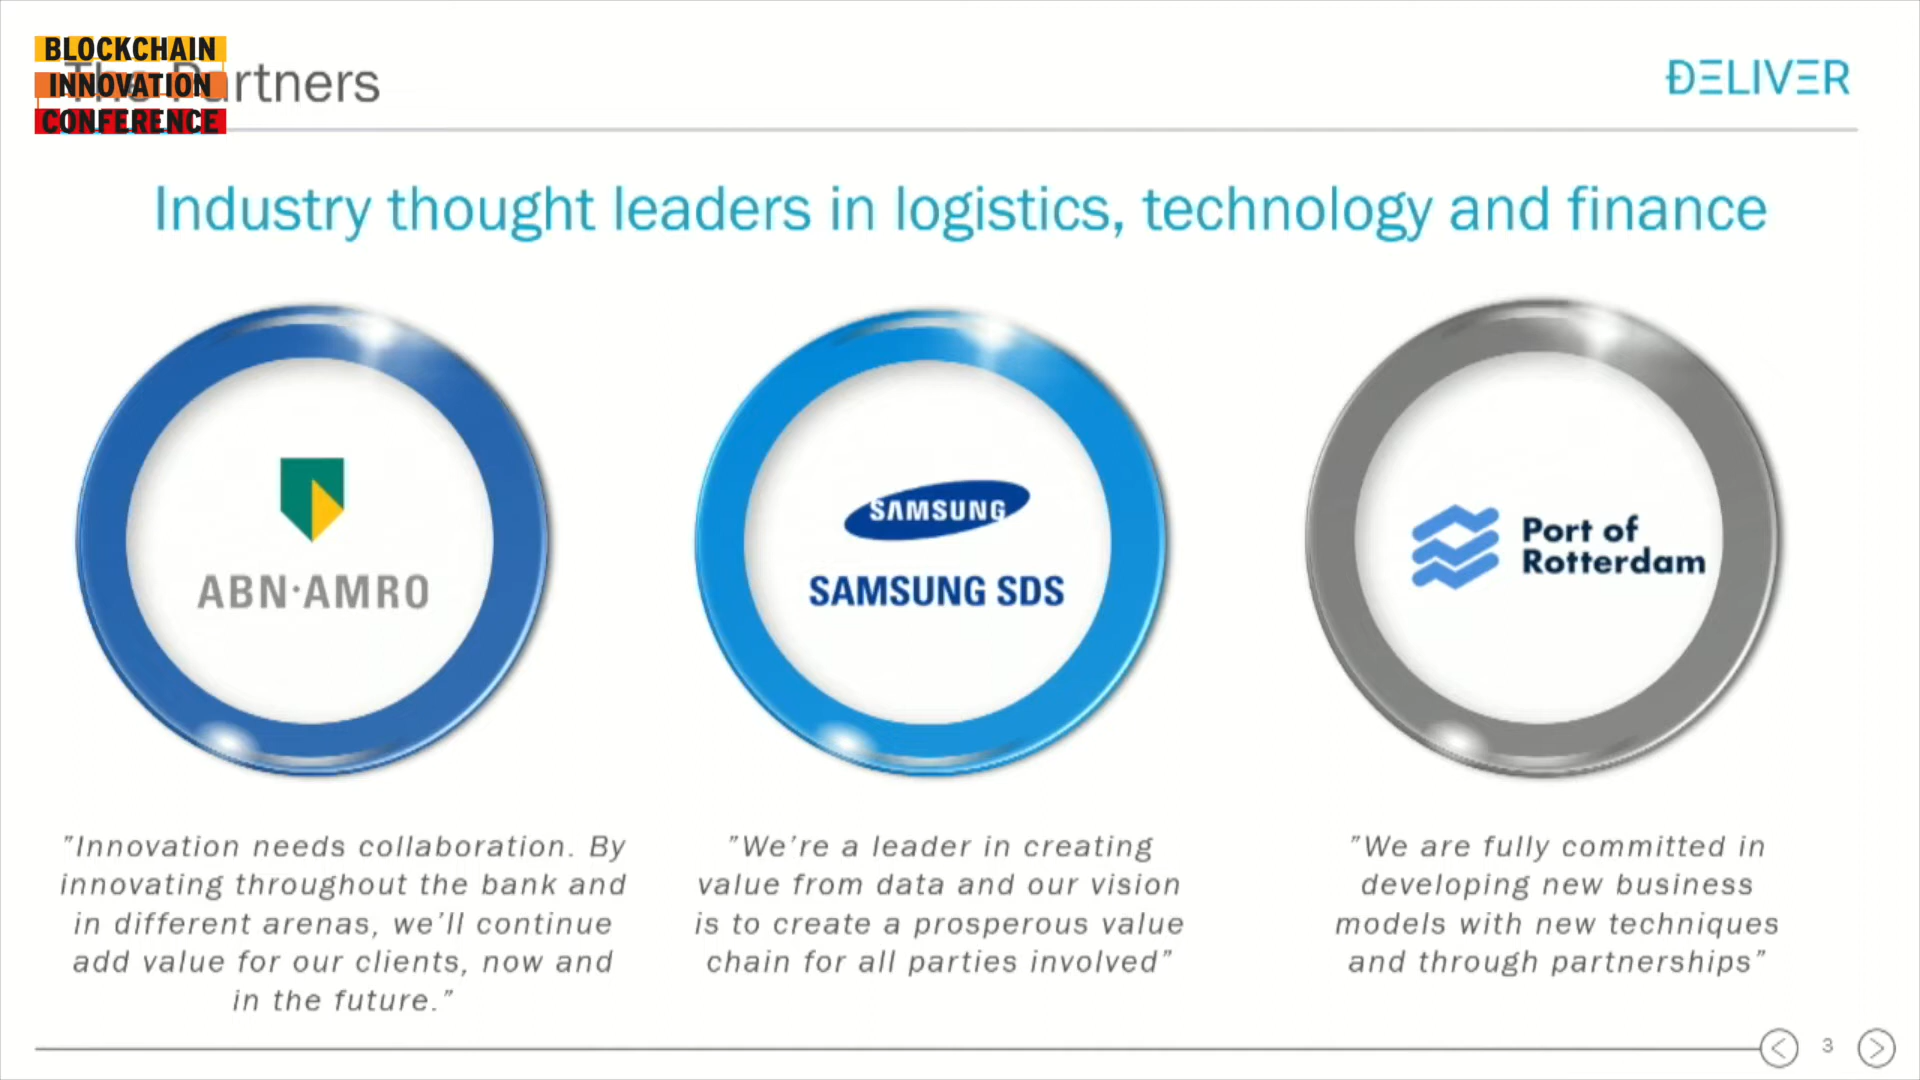 BLOCKCHAIN
INNOVATION
CONFERENCE
The Partners
DELIVER
Industry thought leaders in logistics, technology and finance
ABN·AMRO
SAMSUNG
SAMSUNG SDS
Port of
Rotterdam
"Innovation needs collaboration. By
innovating throughout the bank and
in different arenas, we'll continue
add value for our clients, now and
in the future."
"We're a leader in creating
value from data and our vision
is to create a prosperous value
chain for all parties involved"
"We are fully committed in
developing new business
models with new techniques
and through partnerships"
3